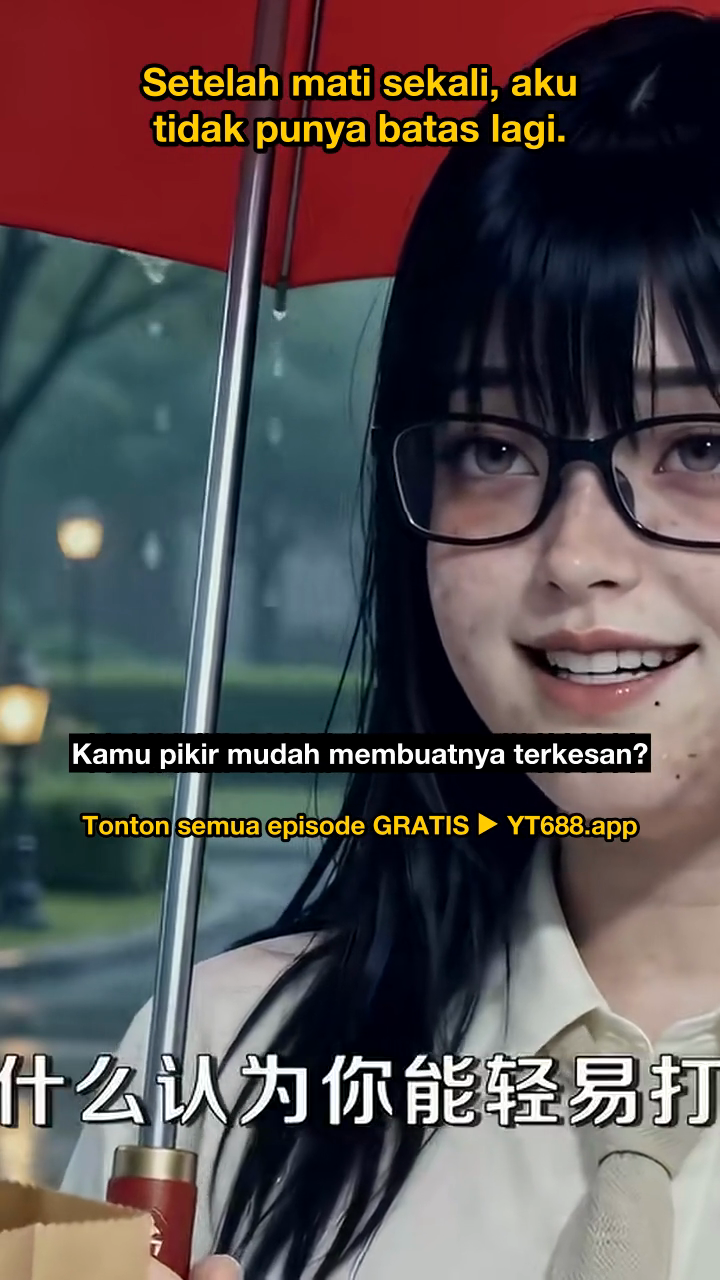 Setelah mati sekali, aku
tidak punya batas lagi.
Kamu pikir mudah membuatnya terkesan?
Tonton semua episode GRATIS ▶ YT688.app
什么认为你能轻易打